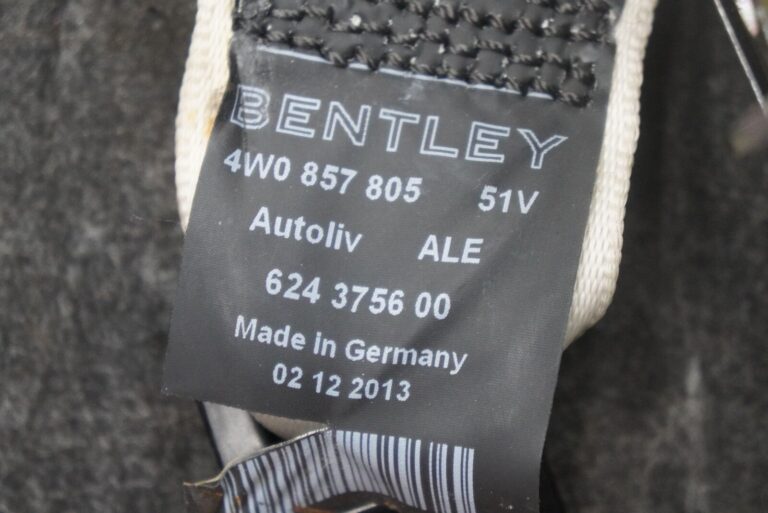 BENTLEY
4W0 857 805 51V
Autoliv ALE
624 3756 00
Made in Germany
02 12 2013